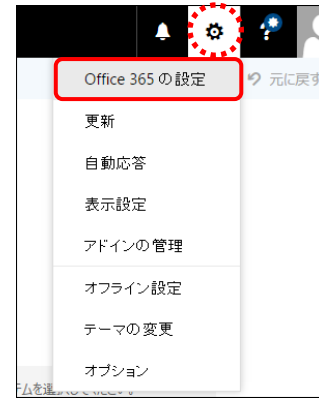 Office 365 の設定
元に戻す
更新
自動応答
表示設定
アドインの管理
オフライン設定
テーマの変更
オプション